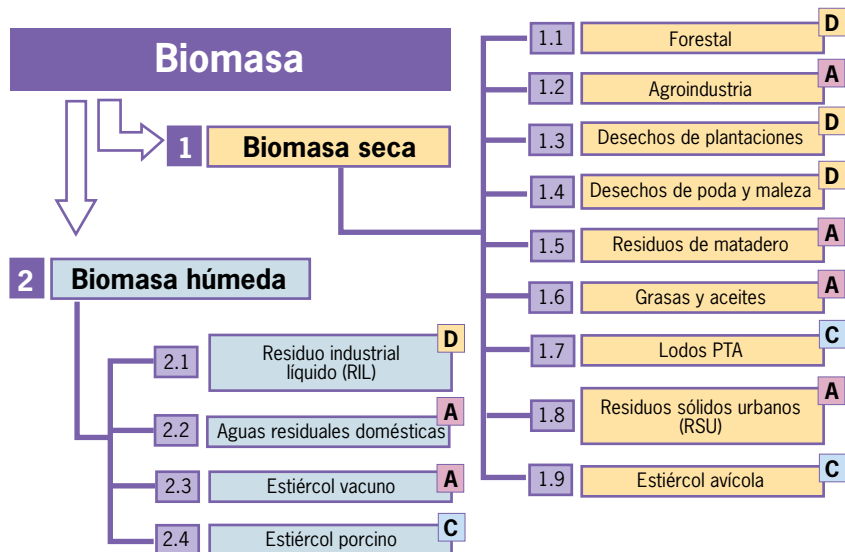 Biomasa
1
Biomasa seca
1.1
Forestal
D
1.2
Agroindustria
A
1.3
Desechos de plantaciones
D
1.4
Desechos de poda y maleza
D
1.5
Residuos de matadero
A
1.6
Grasas y aceites
A
1.7
Lodos PTA
C
1.8
Residuos sólidos urbanos
(RSU)
A
1.9
Estiércol avícola
C
2
Biomasa húmeda
2.1
Residuo industrial
líquido (RIL)
D
2.2
Aguas residuales domésticas
A
2.3
Estiércol vacuno
A
2.4
Estiércol porcino
C